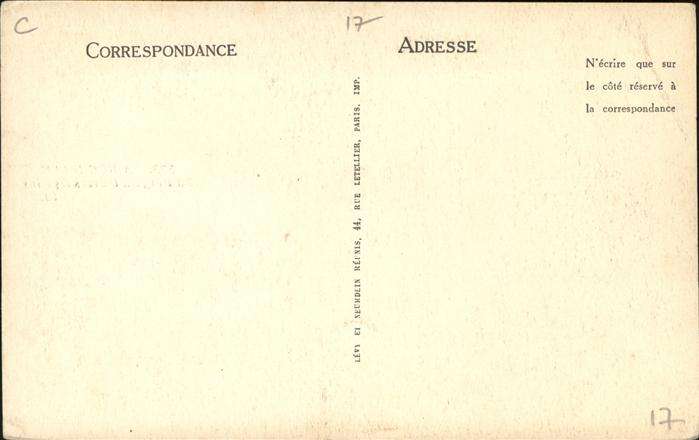 C
17
CORRESPONDANCE
ADRESSE
N'écrire que sur
le côté réservé à
la correspondance
LÉVY ET NEURDEIN RÉUNIS, 44, RUE LETELLIER, PARIS. IMP.
17